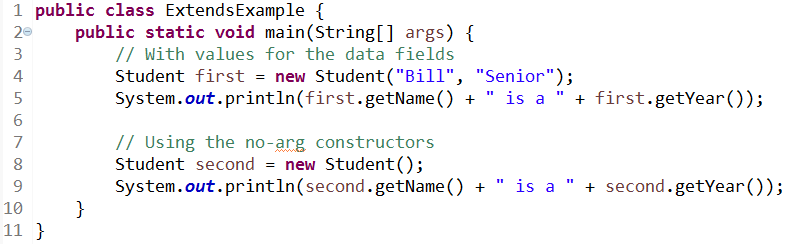 1 public class ExtendsExample {
2 public static void main(String[] args) {
3 // With values for the data fields
4 Student first = new Student("Bill", "Senior");
5 System.out.println(first.getName() + " is a " + first.getYear());
6
7 // Using the no-arg constructors
8 Student second = new Student();
9 System.out.println(second.getName() + " is a " + second.getYear());
10 }
11 }